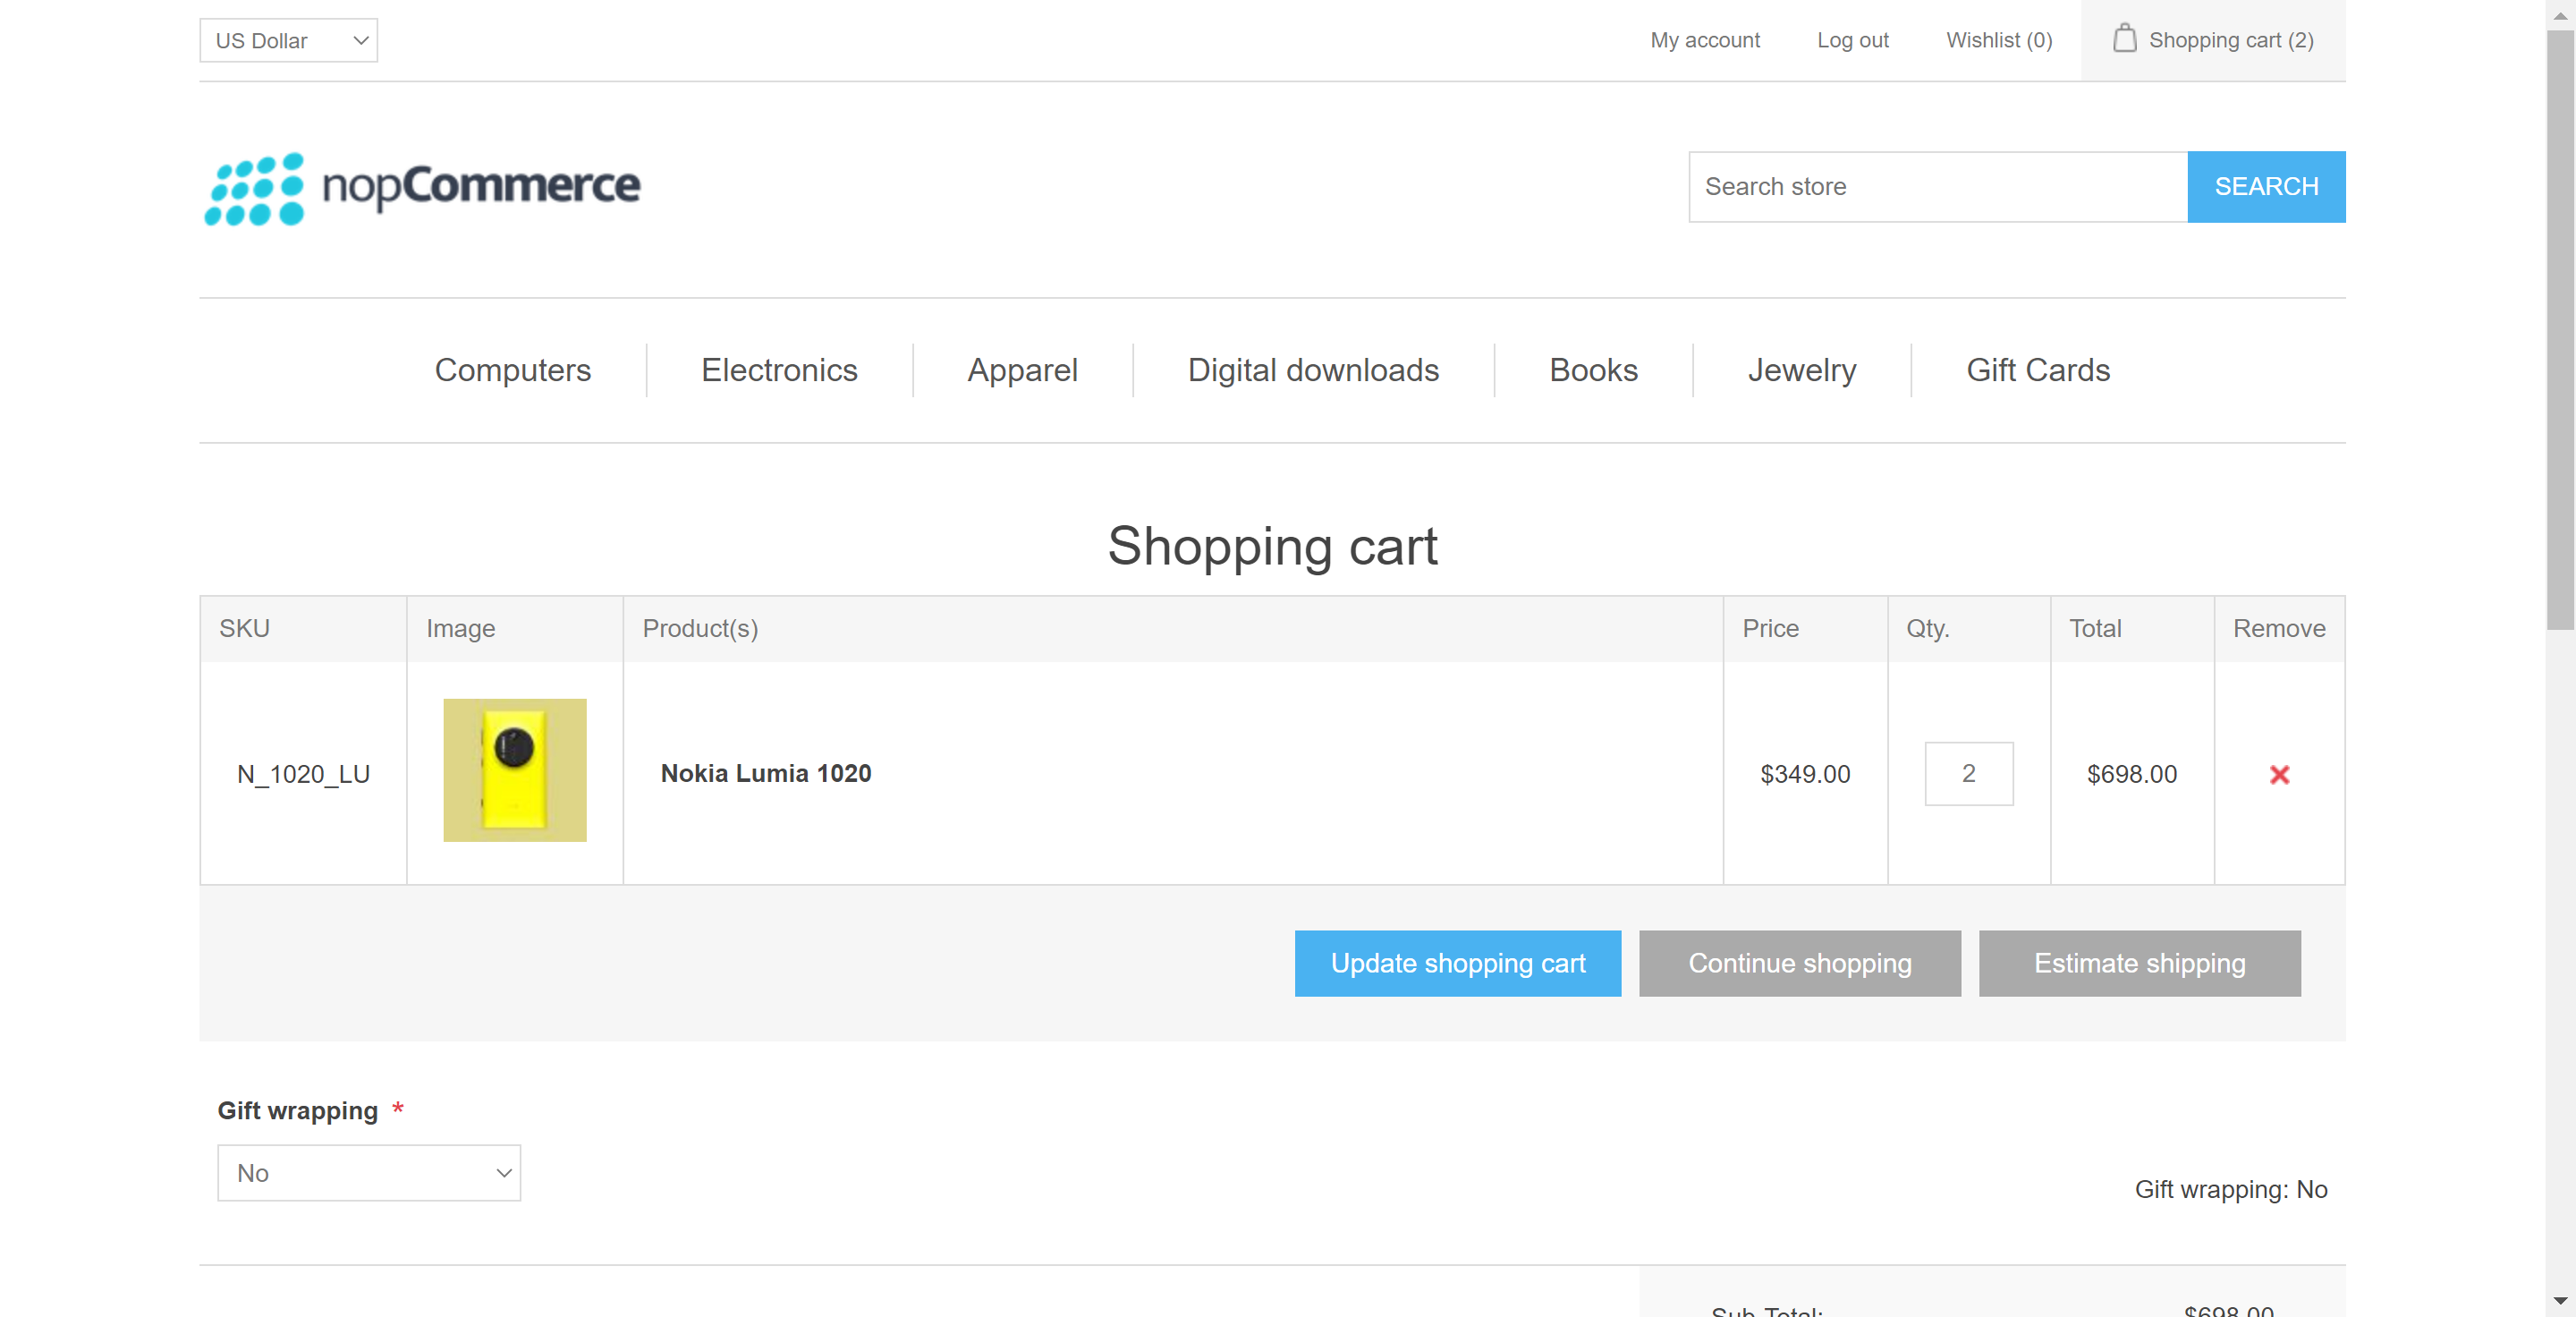 US Dollar
My account
Log out
Wishlist (0)
Shopping cart (2)
nopCommerce
Search store
SEARCH
Computers
Electronics
Apparel
Digital downloads
Books
Jewelry
Gift Cards
Shopping cart
SKU
Image
Product(s)
Price
Qty.
Total
Remove
N_1020_LU
Nokia Lumia 1020
$349.00
2
$698.00
Update shopping cart
Continue shopping
Estimate shipping
Gift wrapping *
No
Gift wrapping: No
Sub-Total:
$698.00